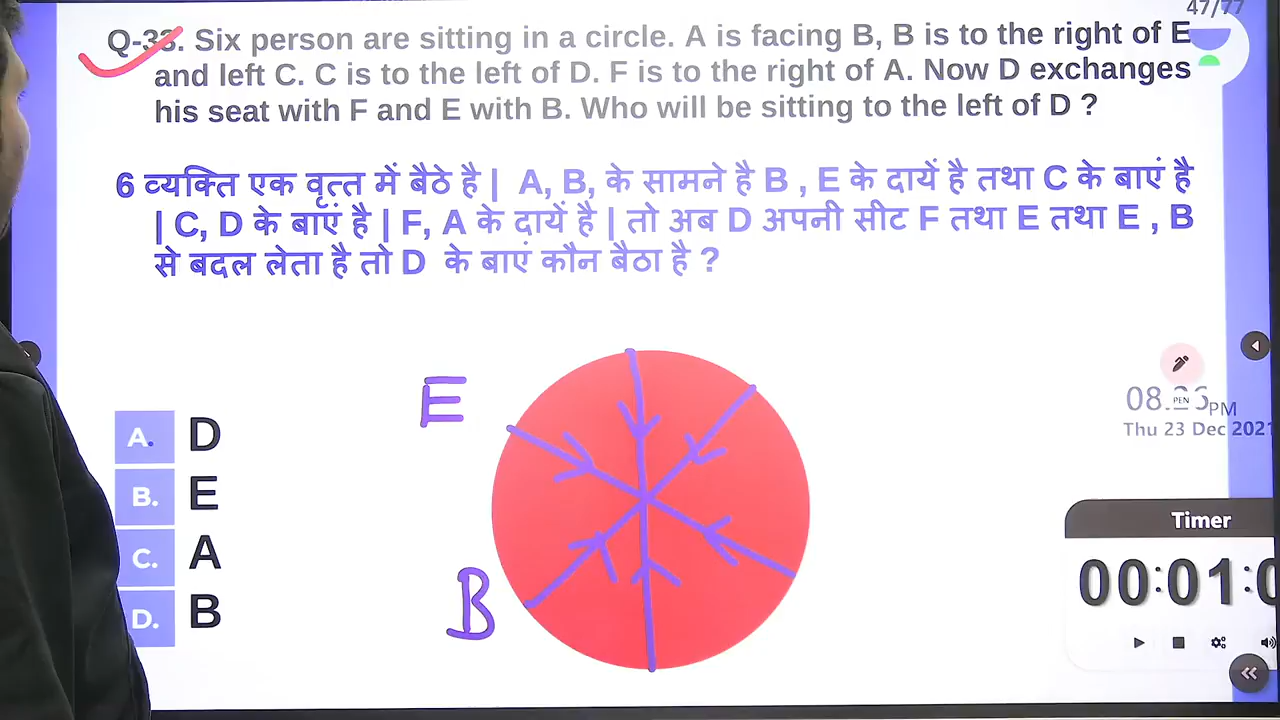 47/77
Q-33. Six person are sitting in a circle. A is facing B, B is to the right of E
and left C. C is to the left of D. F is to the right of A. Now D exchanges
his seat with F and E with B. Who will be sitting to the left of D ?
6 व्यक्ति एक वृत्त में बैठे है | A, B, के सामने है B , E के दायें है तथा C के बाएं है
| C, D के बाएं है | F, A के दायें है | तो अब D अपनी सीट F तथा E तथा E , B
से बदल लेता है तो D के बाएं कौन बैठा है ?
E
B
A. D
B. E
C. A
D. B
PEN
PM
Thu 23 Dec 2021
Timer
00:01:0